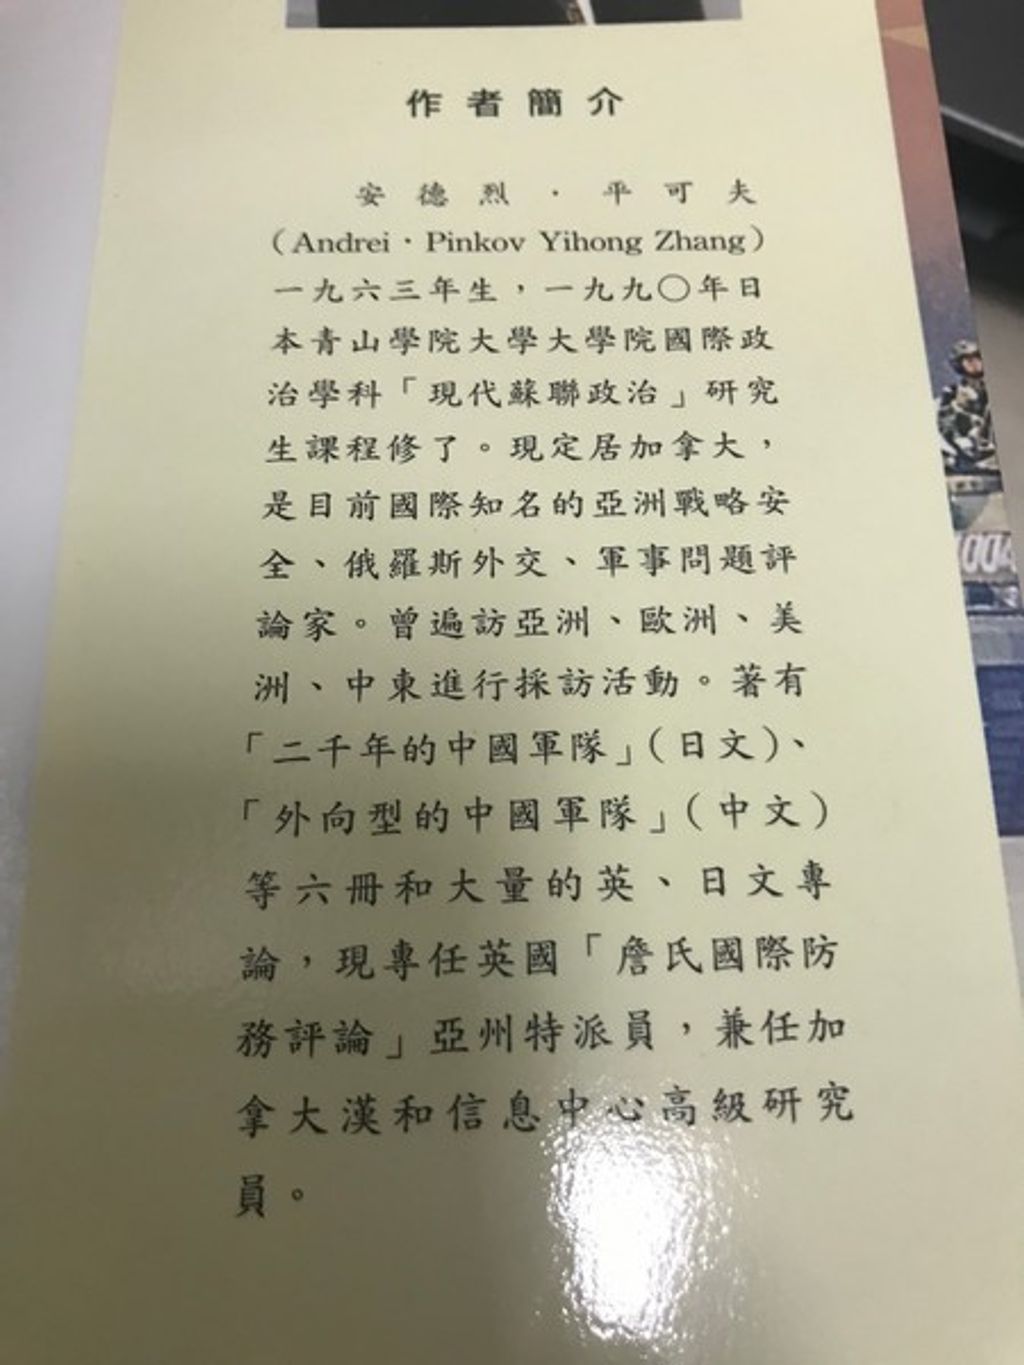 作者簡介
安德烈·平可夫
（Andrei·Pinkov Yihong Zhang）
一九六三年生，一九九〇年日
本青山學院大學大學院國際政
治學科「現代蘇聯政治」研究
生課程修了。現定居加拿大，
是目前國際知名的亞洲戰略安
全、俄羅斯外交、軍事問題評
論家。曾遍訪亞洲、歐洲、美
洲、中東進行採訪活動。著有
「二千年的中國軍隊」（日文）、
「外向型的中國軍隊」（中文）
等六冊和大量的英、日文專
論，現專任英國「詹氏國際防
務評論」亞州特派員，兼任加
拿大漢和信息中心高級研究
員。
004